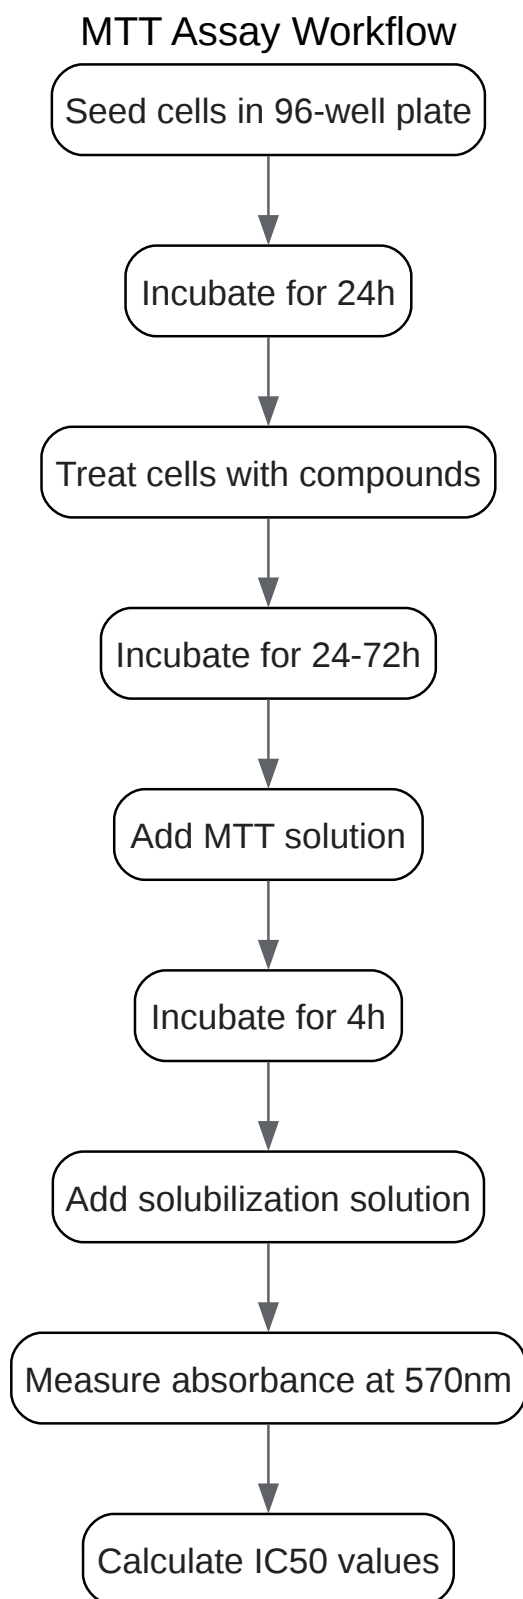 MTT Assay Workflow
Seed cells in 96-well plate
Incubate for 24h
Treat cells with compounds
Incubate for 24-72h
Add MTT solution
Incubate for 4h
Add solubilization solution
Measure absorbance at 570nm
Calculate IC50 values